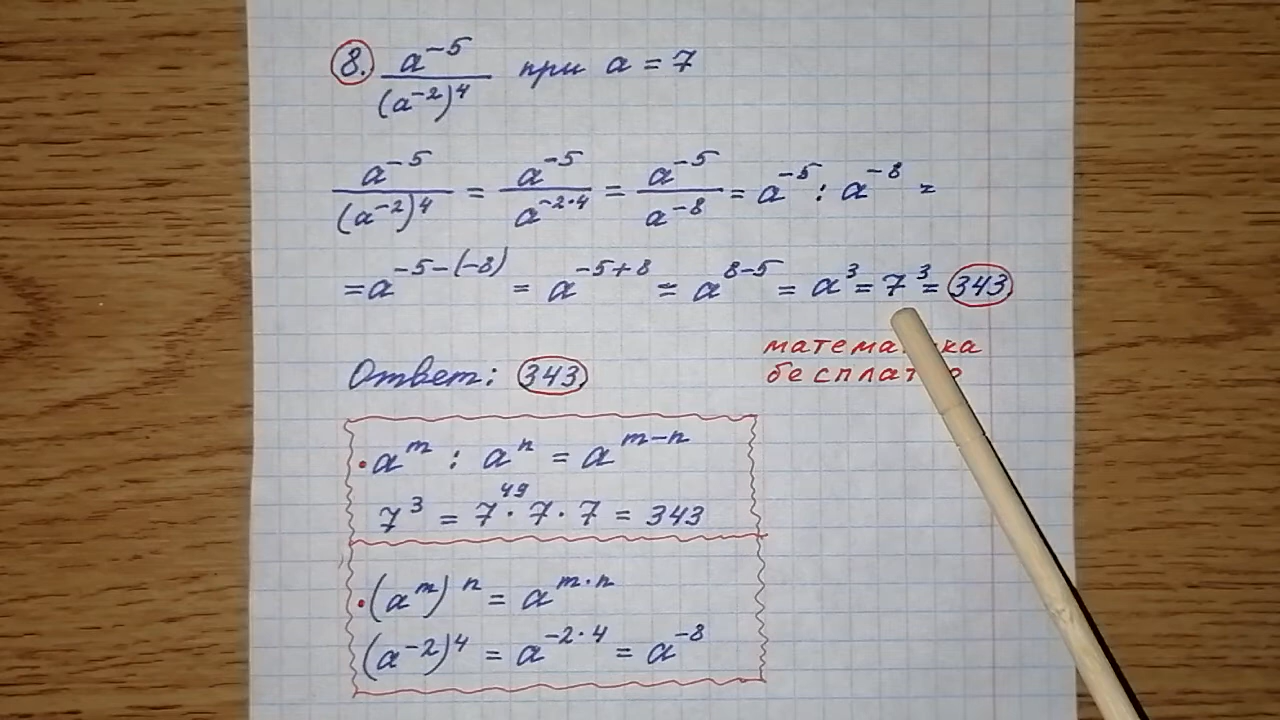 8. a⁻⁵/(a⁻²)⁴ при a = 7
a⁻⁵/(a⁻²)⁴ = a⁻⁵/a⁻²·⁴ = a⁻⁵/a⁻⁸ = a⁻⁵ : a⁻⁸ =
= a⁻⁵⁻⁽⁻⁸⁾ = a⁻⁵⁺⁸ = a⁸⁻⁵ = a³ = 7³ = 343
Ответ: 343
математика
бесплатно
• aᵐ : aⁿ = aᵐ⁻ⁿ
49
7³ = 7 · 7 · 7 = 343
• (aᵐ)ⁿ = aᵐ·ⁿ
(a⁻²)⁴ = a⁻²·⁴ = a⁻⁸